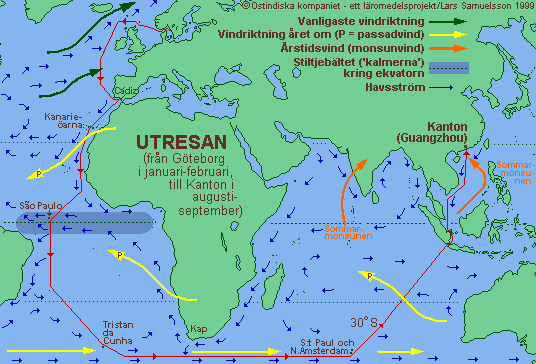 ©Ostindiska kompaniet - ett läromedelsprojekt/Lars Samuelsson 1999
Vanligaste vindriktning
Vindriktning året om (P = passadvind)
Årstidsvind (monsunvind)
Stiltjebältet ('kalmerna')
kring ekvatorn
Havsström
Cadiz
Kanarie-
öarna
UTRESAN
(från Göteborg
i januari-februari,
till Kanton i
augusti-
september)
Kanton
(Guangzhou)
P
Sommar-
monsu-
nen
São Paulo
Sommar-
monsunen
P
P
30°S
Tristan
da
Cunha
Kap
S:t Paul och
N.Amsterdam